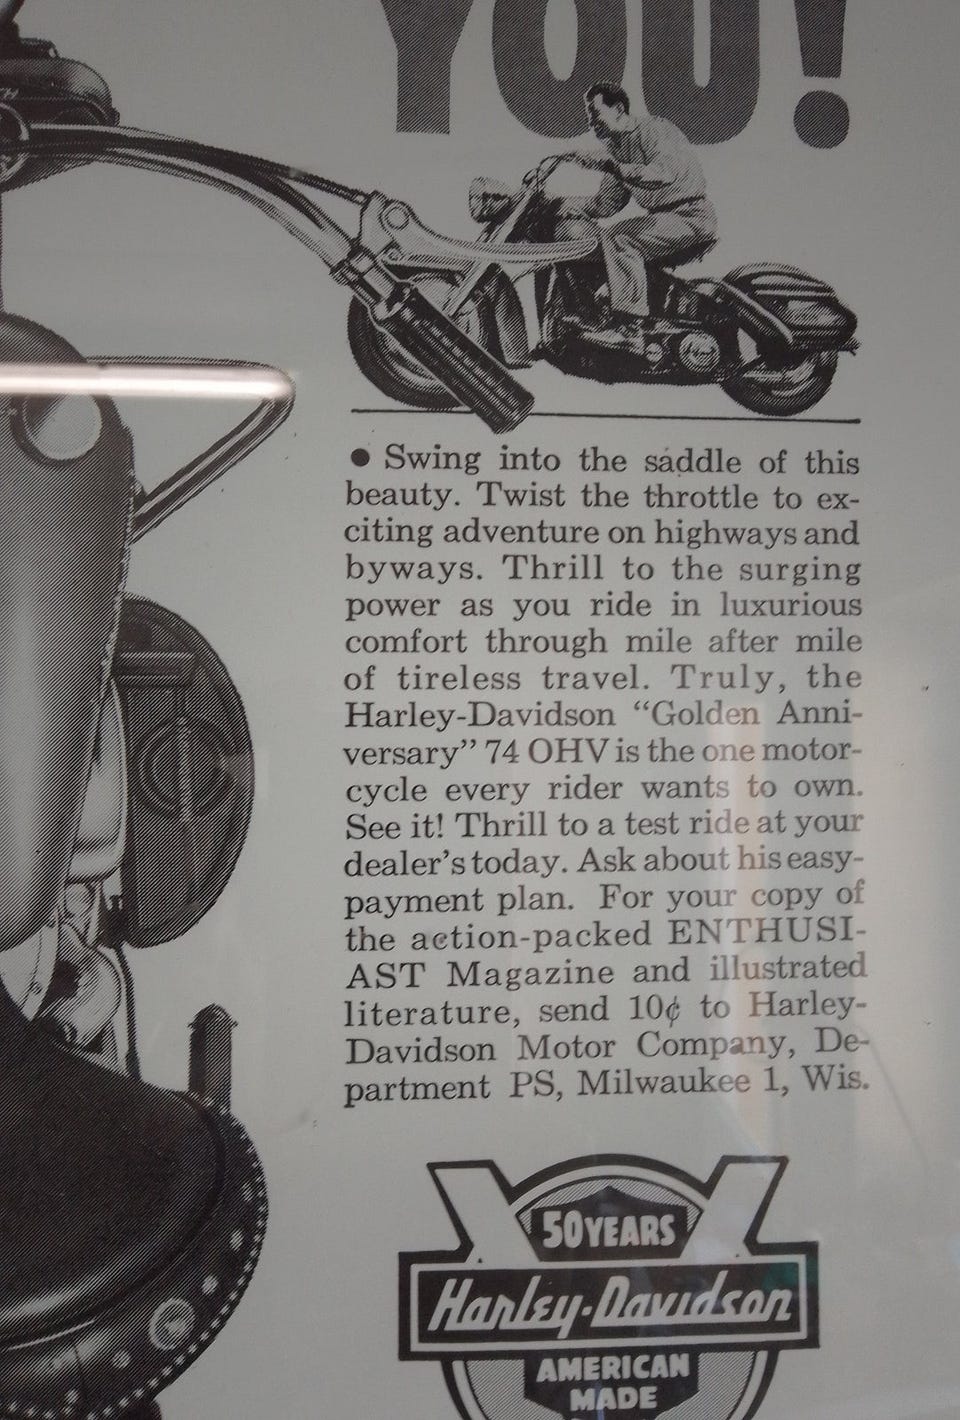 YOU!
● Swing into the saddle of this
beauty. Twist the throttle to ex-
citing adventure on highways and
byways. Thrill to the surging
power as you ride in luxurious
comfort through mile after mile
of tireless travel. Truly, the
Harley-Davidson “Golden Anni-
versary” 74 OHV is the one motor-
cycle every rider wants to own.
See it! Thrill to a test ride at your
dealer’s today. Ask about his easy-
payment plan. For your copy of
the action-packed ENTHUSI-
AST Magazine and illustrated
literature, send 10¢ to Harley-
Davidson Motor Company, De-
partment PS, Milwaukee 1, Wis.
50 YEARS
Harley-Davidson
AMERICAN
MADE